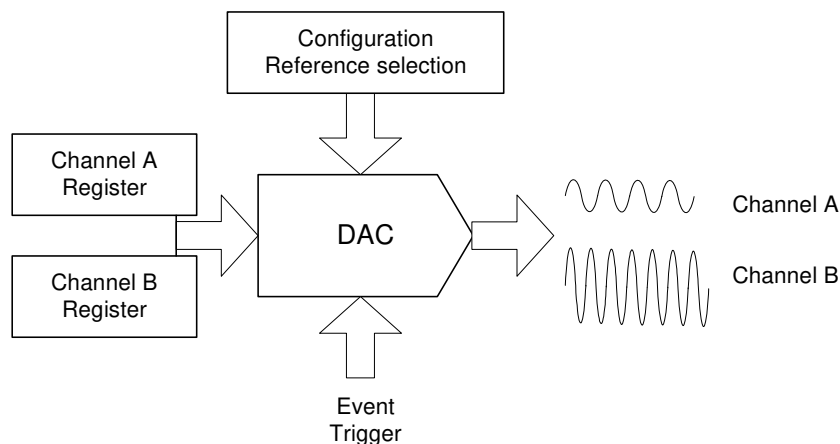 Configuration
Reference selection
Channel A
Register
Channel B
Register
DAC
Channel A
Channel B
Event
Trigger